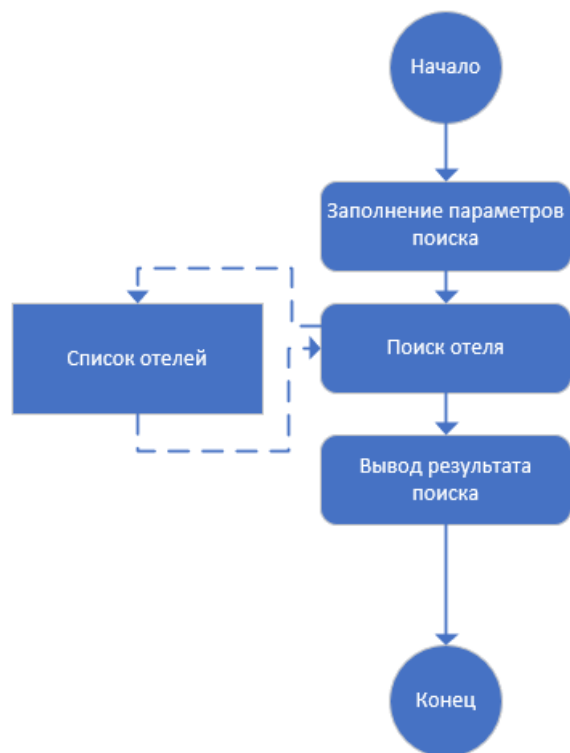 Начало
Заполнение параметров
поиска
Список отелей
Поиск отеля
Вывод результата
поиска
Конец